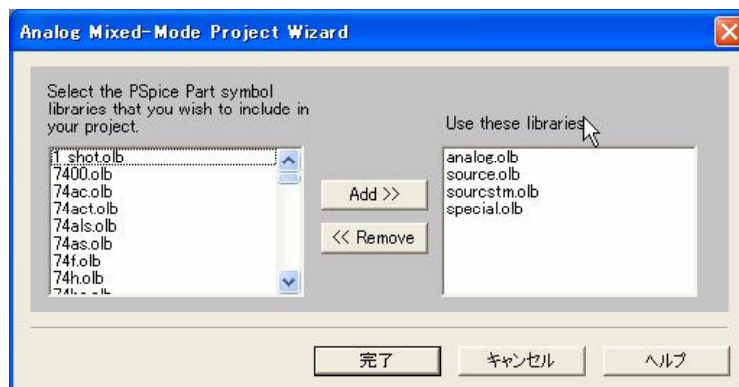 Analog Mixed-Mode Project Wizard
Select the PSpice Part symbol
libraries that you wish to include in
your project.
1_shot.olb
7400.olb
74ac.olb
74act.olb
74als.olb
74as.olb
74f.olb
74h.olb
Add >>
<< Remove
Use these libraries
analog.olb
source.olb
sourcstm.olb
special.olb
完了
キャンセル
ヘルプ